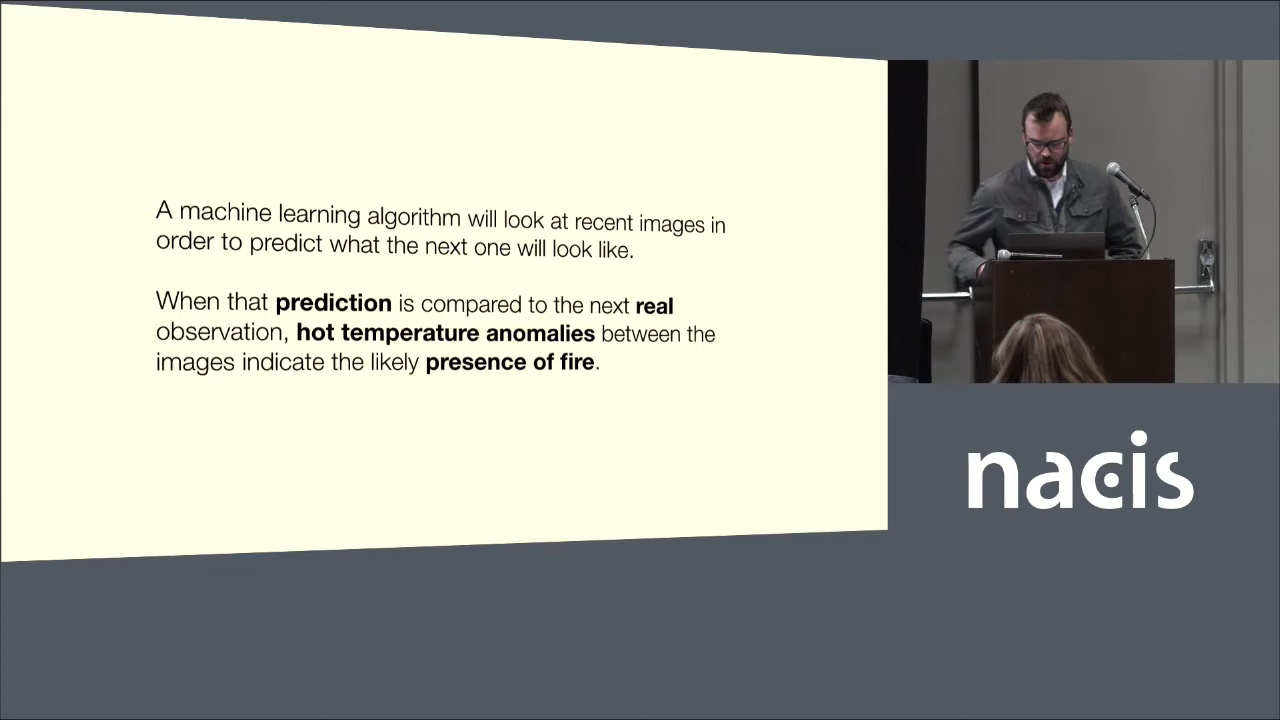 A machine learning algorithm will look at recent images in
order to predict what the next one will look like.
When that prediction is compared to the next real
observation, hot temperature anomalies between the
images indicate the likely presence of fire.
nacis